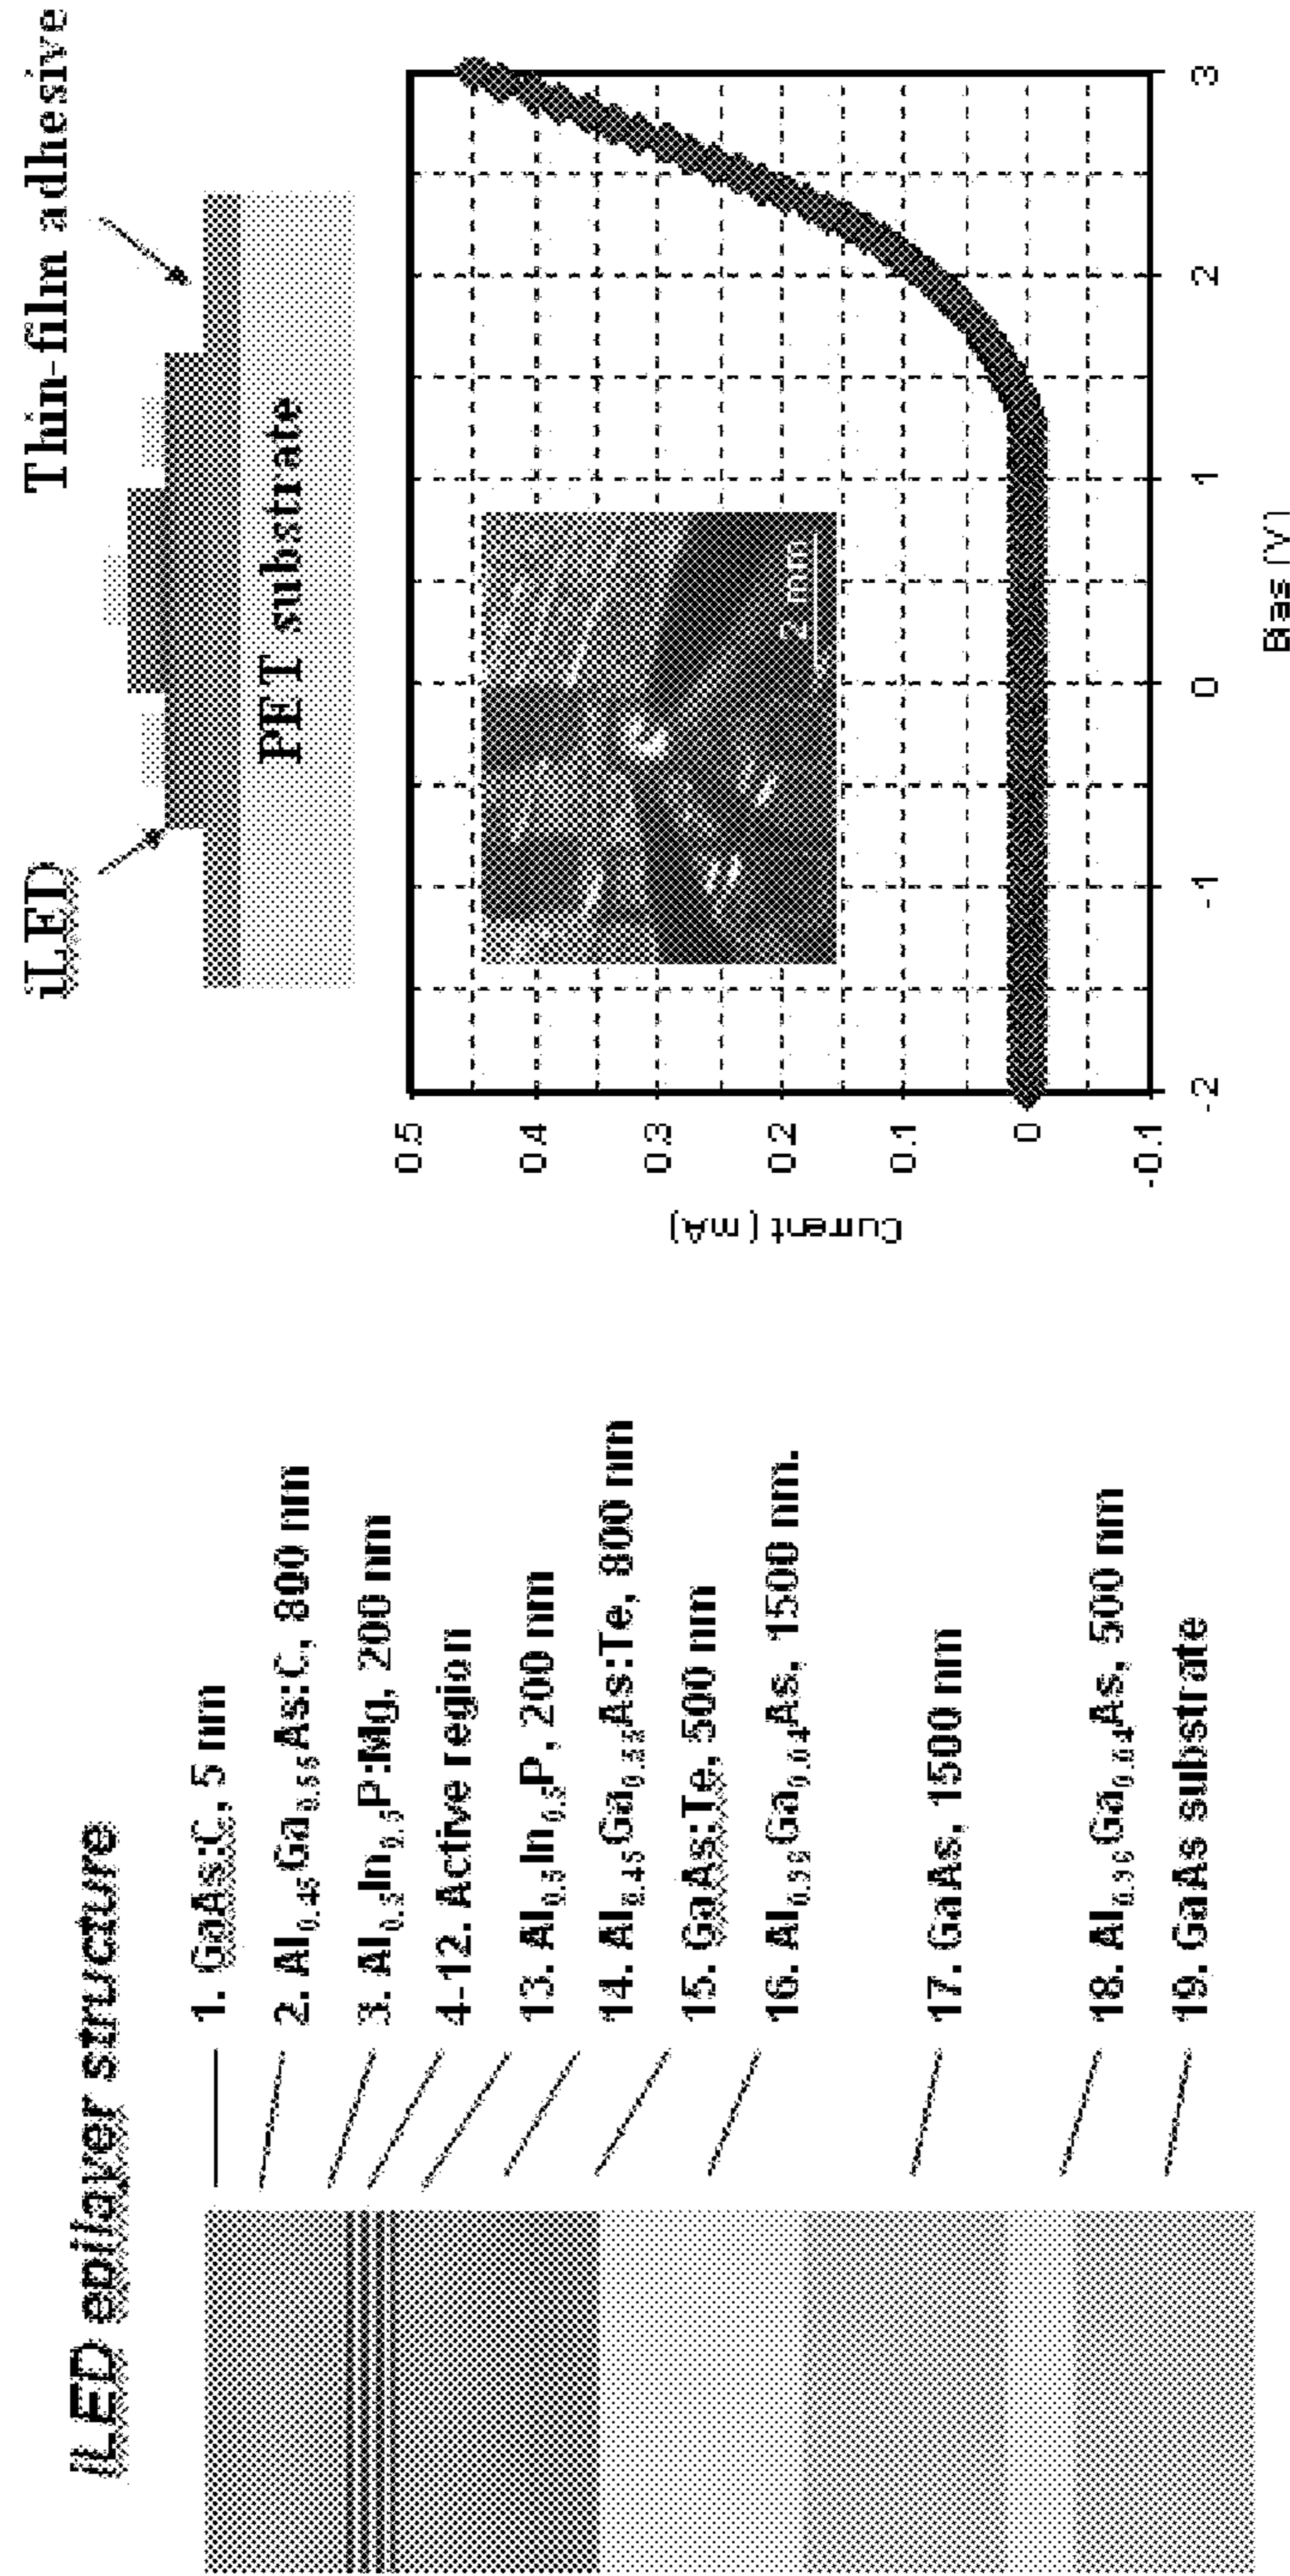 iLED epilayer structure
1. GaAs:C, 5 nm
2. Al0.45Ga0.55As:C, 800 nm
3. Al0.5In0.5P:Mg, 200 nm
4-12. Active region
13. Al0.5In0.5P, 200 nm
14. Al0.45Ga0.55As:Te, 800 nm
15. GaAs:Te, 500 nm
16. Al0.96Ga0.04As, 1500 nm.
17. GaAs, 1500 nm
18. Al0.96Ga0.04As, 500 nm
19. GaAs substrate
iLED
Thin-film adhesive
PET substrate
Current (mA)
0.5
0.4
0.3
0.2
0.1
0
-0.1
2 mm
-2 -1 0 1 2 3
Bias (V)